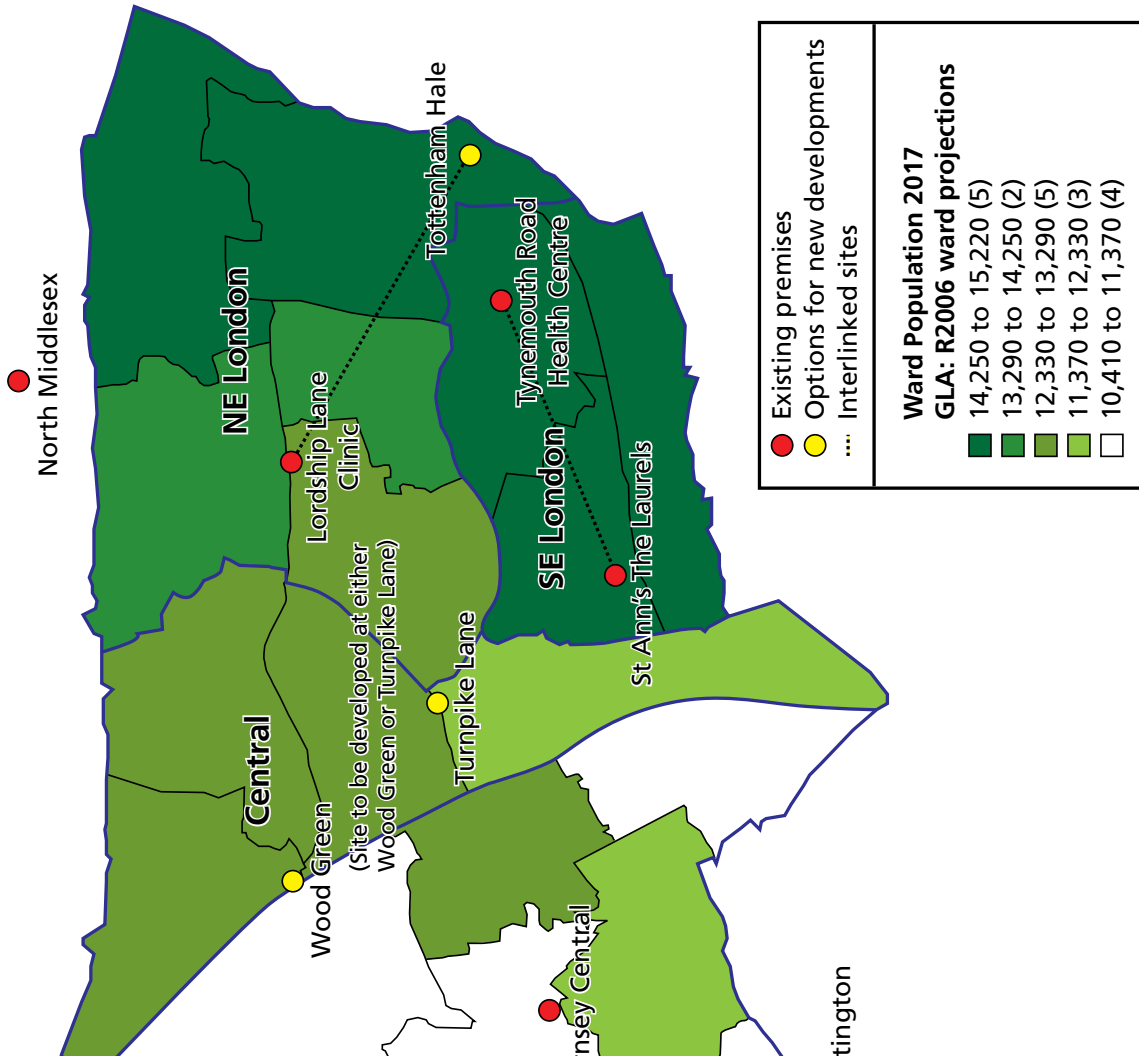 North Middlesex
NE London
Tottenham Hale
Lordship Lane
Clinic
Tynemouth Road
Health Centre
SE London
St Ann's The Laurels
Central
Wood Green
(Site to be developed at either
Wood Green or Turnpike Lane)
Turnpike Lane
nsey Central
tington
Existing premises
Options for new developments
Interlinked sites
Ward Population 2017
GLA: R2006 ward projections
14,250 to 15,220 (5)
13,290 to 14,250 (2)
12,330 to 13,290 (5)
11,370 to 12,330 (3)
10,410 to 11,370 (4)